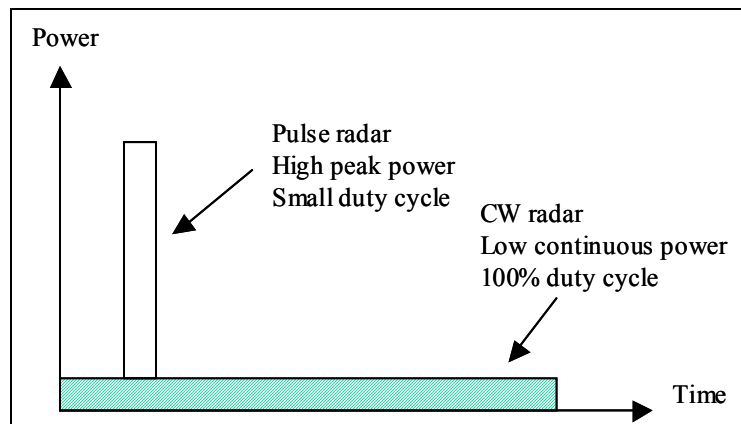 Power
Pulse radar
High peak power
Small duty cycle
CW radar
Low continuous power
100% duty cycle
Time